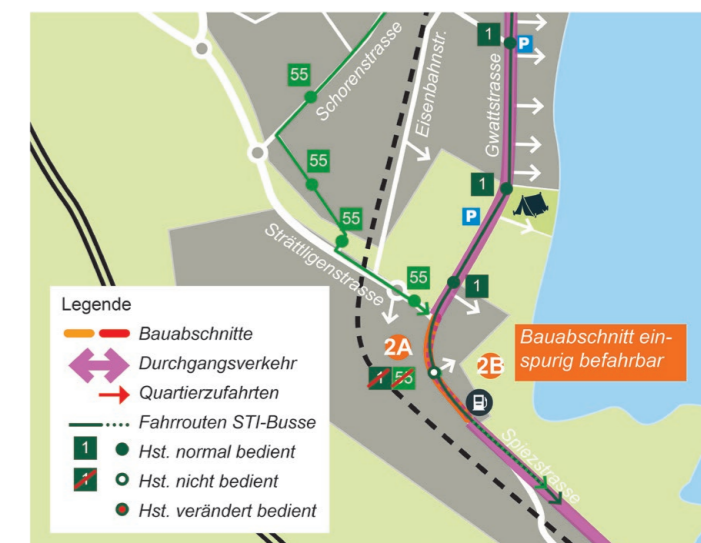 1
P
55
Schorenstrasse
Eisenbahnstr.
Gwattstrasse
55
1
P
55
Strättligenstrasse
55
1
Legende
Bauabschnitte
Durchgangsverkehr
Quartierzufahrten
Fahrrouten STI-Busse
1 Hst. normal bedient
1 Hst. nicht bedient
Hst. verändert bedient
2A
1 55
2B
Bauabschnitt ein-
spurig befahrbar
Spiezstrasse